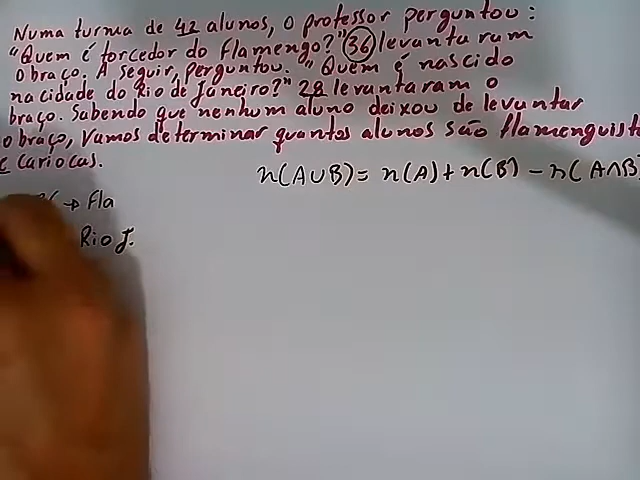 Numa turma de 42 alunos, o professor perguntou:
"Quem é torcedor do flamengo?" 36 levantaram
o braço. A seguir, perguntou: "Quem é nascido
na cidade do Rio de Janeiro?" 28 levantaram o
braço. Sabendo que nenhum aluno deixou de levantar
o braço, vamos determinar quantos alunos são flamenguist
e cariocas.
n(A∪B) = n(A) + n(B) - n(A∩B
→ Fla
Rio J.